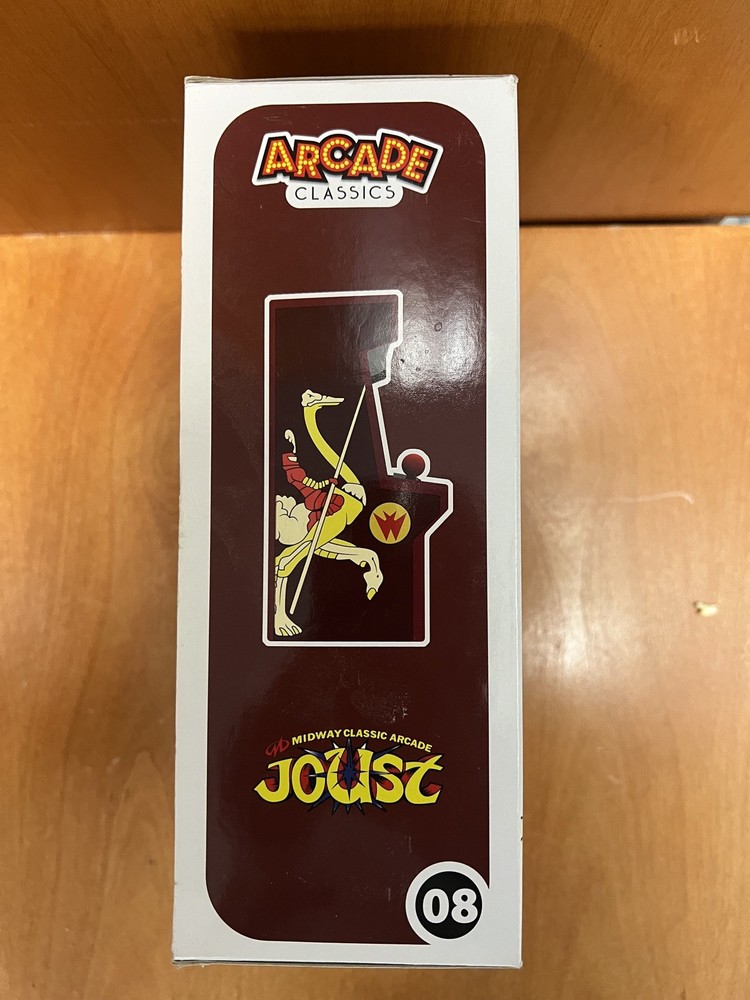 ARCADE
CLASSICS
W
MIDWAY CLASSIC ARCADE
JOUST
08